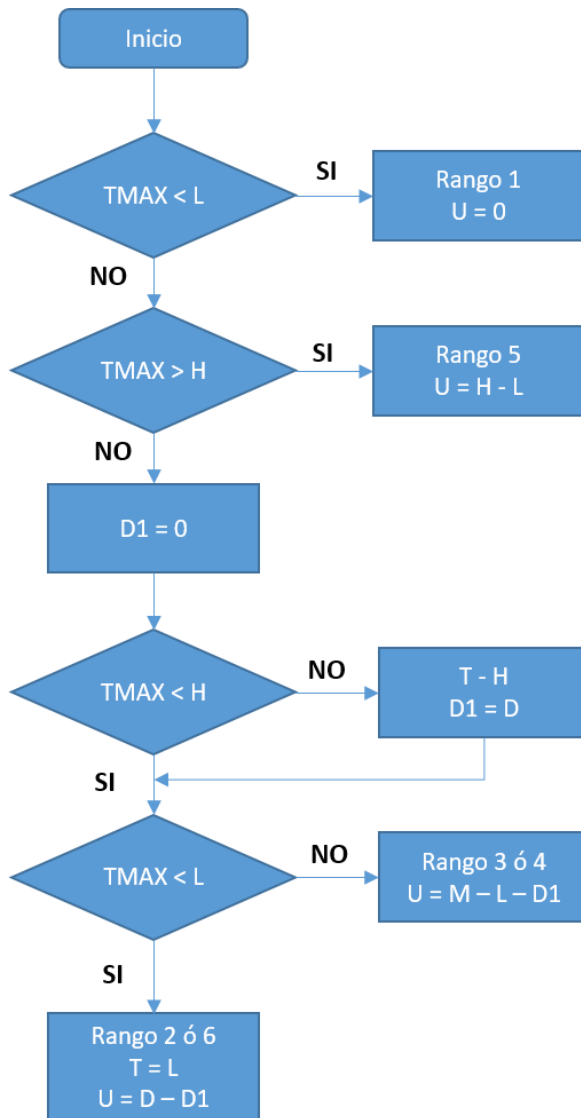 Inicio
TMAX < L
SI
Rango 1
U = 0
NO
TMAX > H
SI
Rango 5
U = H - L
NO
D1 = 0
TMAX < H
NO
T - H
D1 = D
SI
TMAX < L
NO
Rango 3 ó 4
U = M – L – D1
SI
Rango 2 ó 6
T = L
U = D – D1